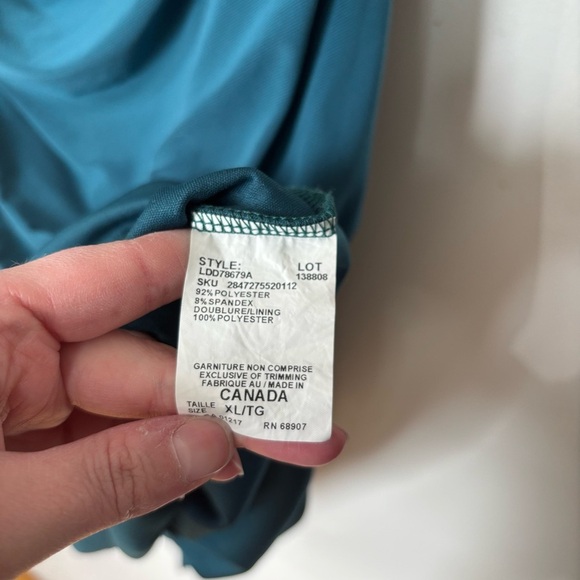 STYLE: LOT
LDD78679A 138808
SKU 2847275520112
92% POLYESTER
8% SPANDEX
DOUBLURE/LINING
100% POLYESTER
GARNITURE NON COMPRISE
EXCLUSIVE OF TRIMMING
FABRIQUE AU / MADE IN
CANADA
TAILLE
SIZE XL/TG
01217 RN 68907